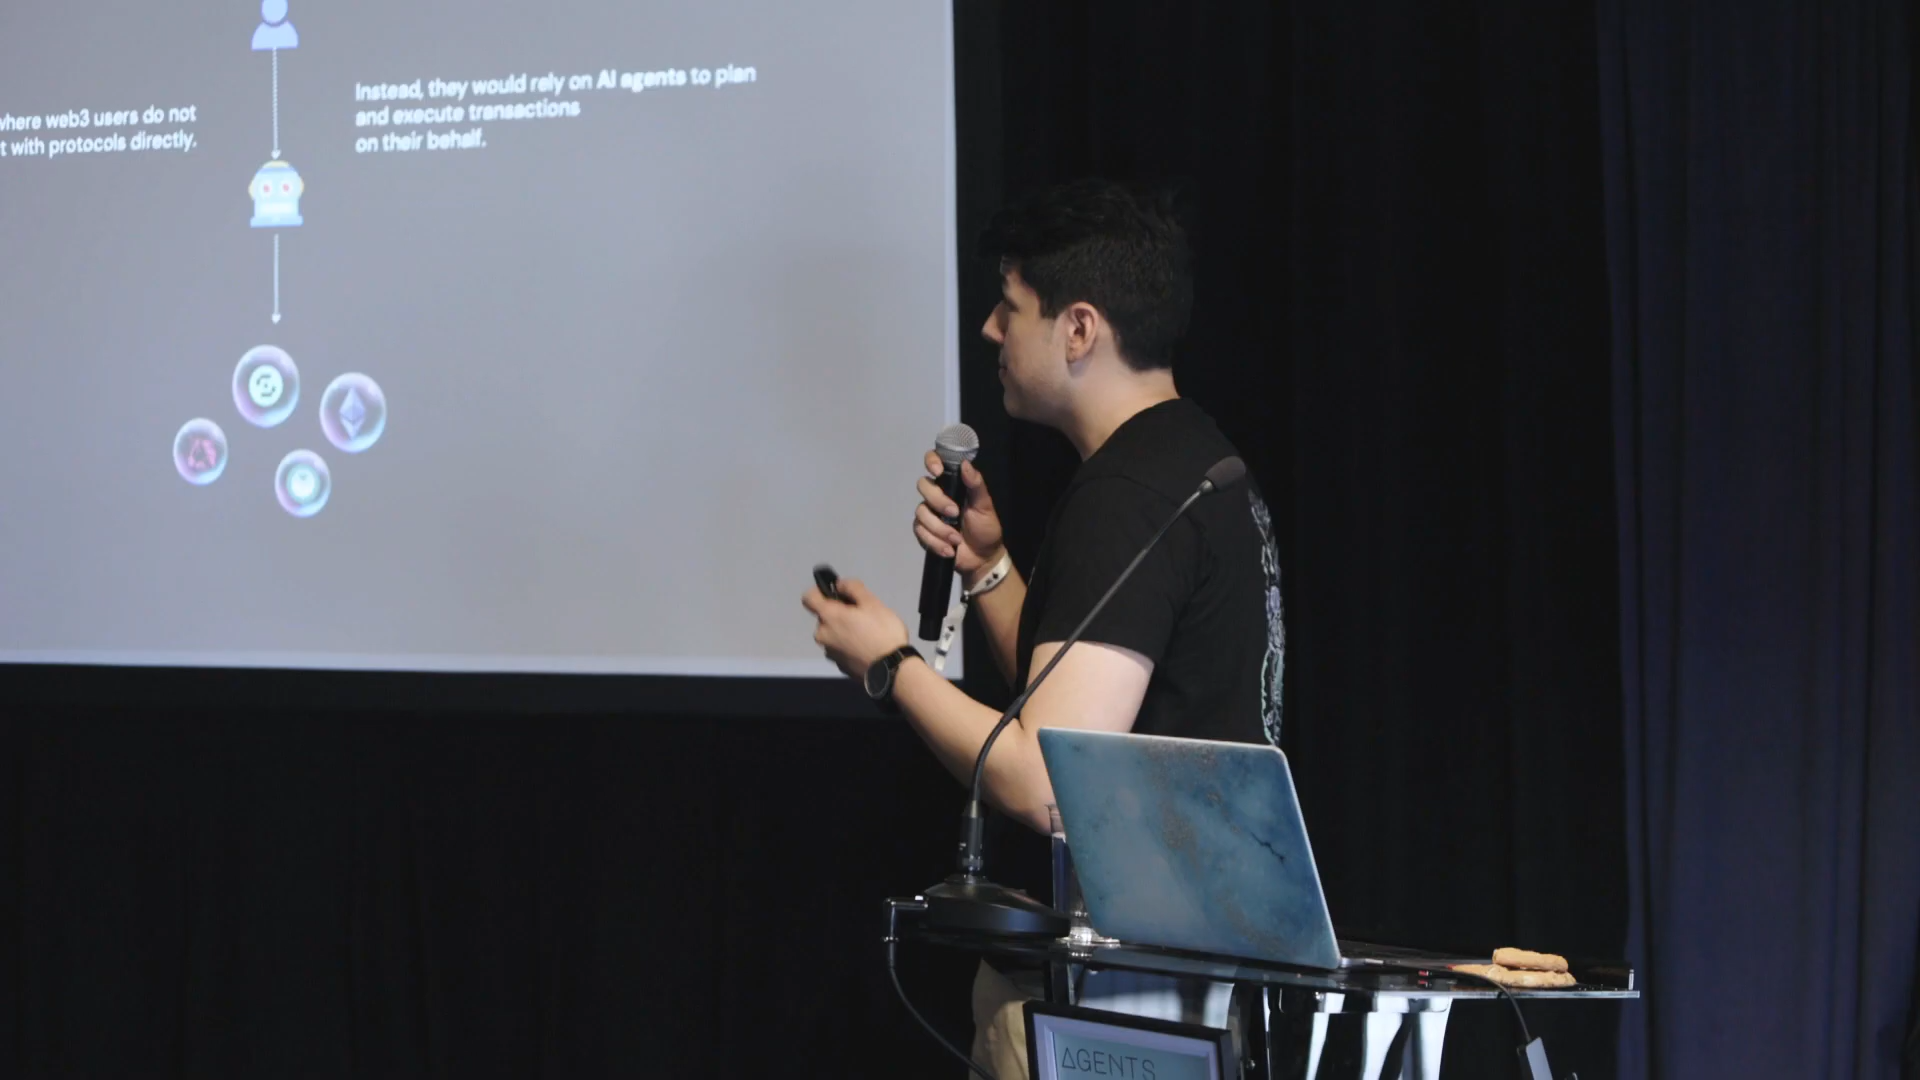 where web3 users do not
t with protocols directly.
Instead, they would rely on AI agents to plan
and execute transactions
on their behalf.
AGENTS